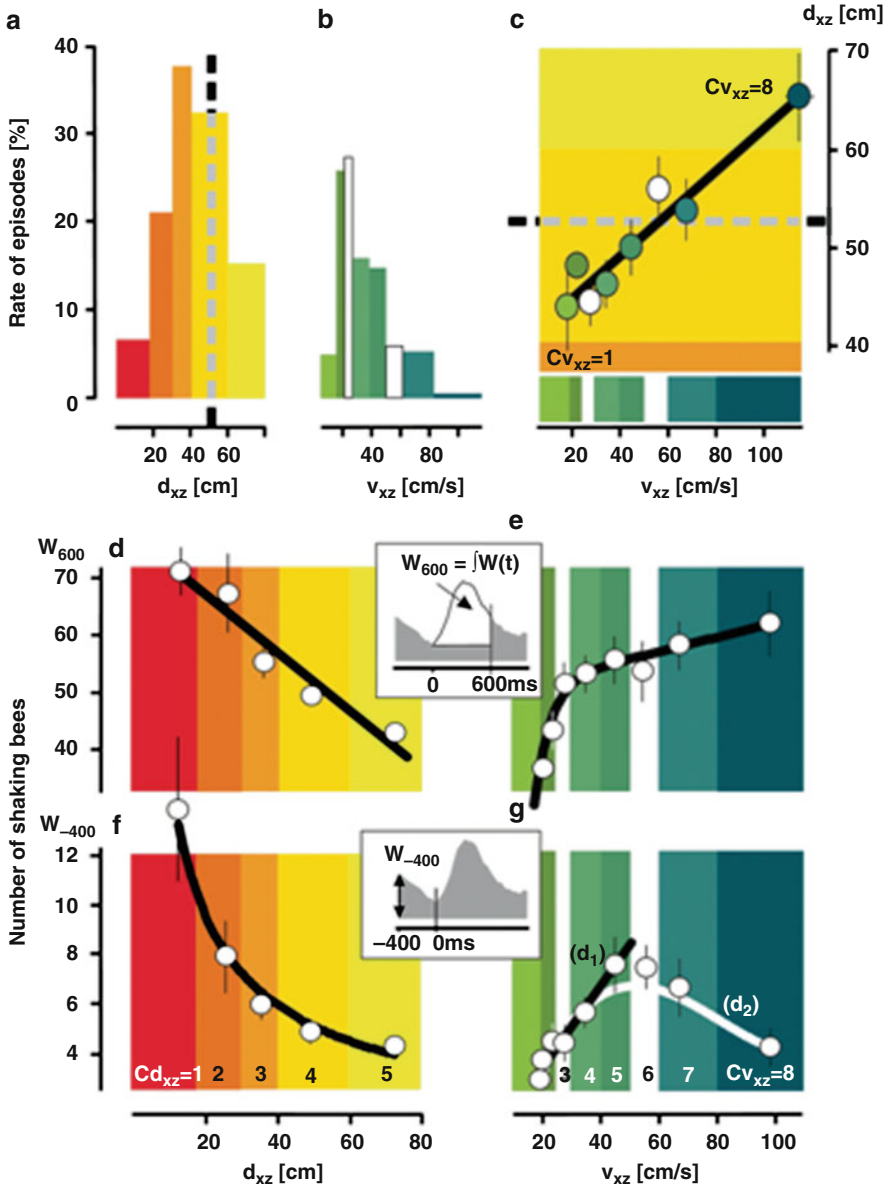 a
b
c
d_xz [cm]
40
30
20
10
0
Rate of episodes [%]
20 40 60
d_xz [cm]
40 80
v_xz [cm/s]
Cv_xz=8
Cv_xz=1
70
60
50
40
20 40 60 80 100
v_xz [cm/s]
W_600
d
70
60
50
40
W_600 = ∫W(t)
0 600ms
e
Number of shaking bees
W_−400
f
12
10
8
6
4
Cd_xz=1 2 3 4 5
20 40 60 80
d_xz [cm]
W_−400
−400 0ms
g
(d_1)
(d_2)
3 4 5 6 7 Cv_xz=8
20 40 60 80 100
v_xz [cm/s]